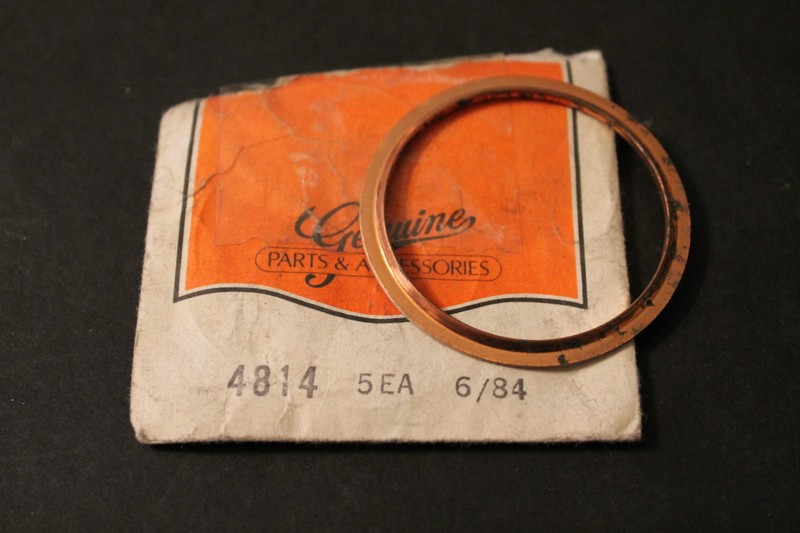 Genuine
PARTS & ACCESSORIES
4814 5EA 6/84